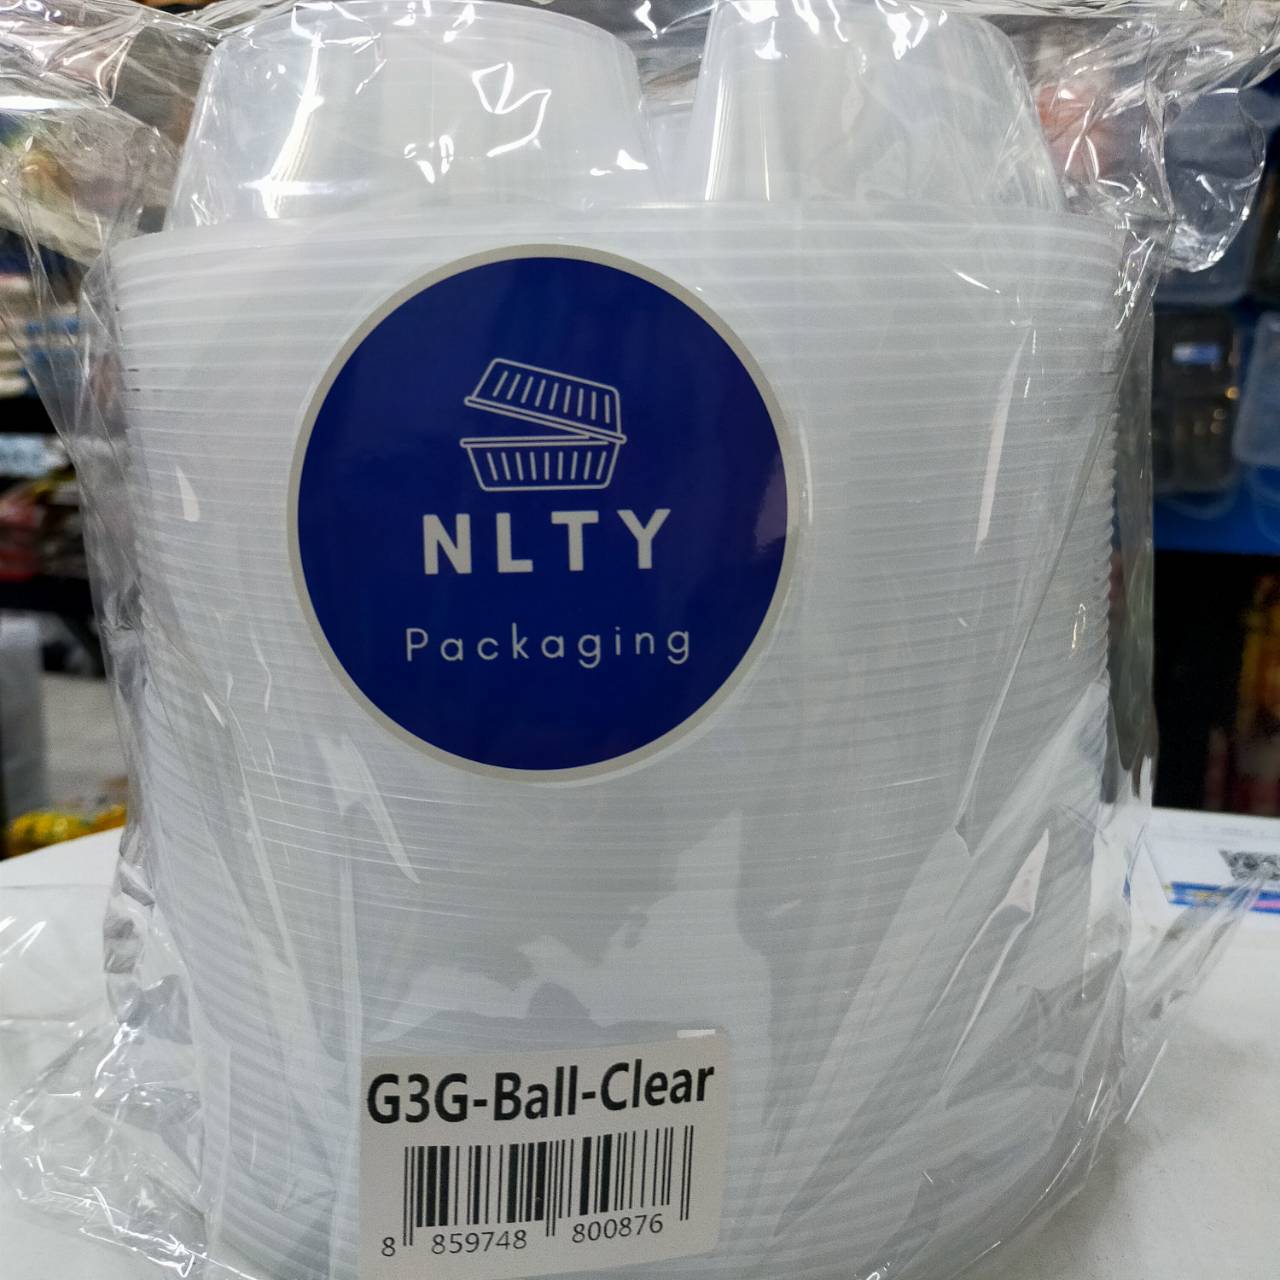 NLTY
Packaging
G3G-Ball-Clear
8 859748 800876